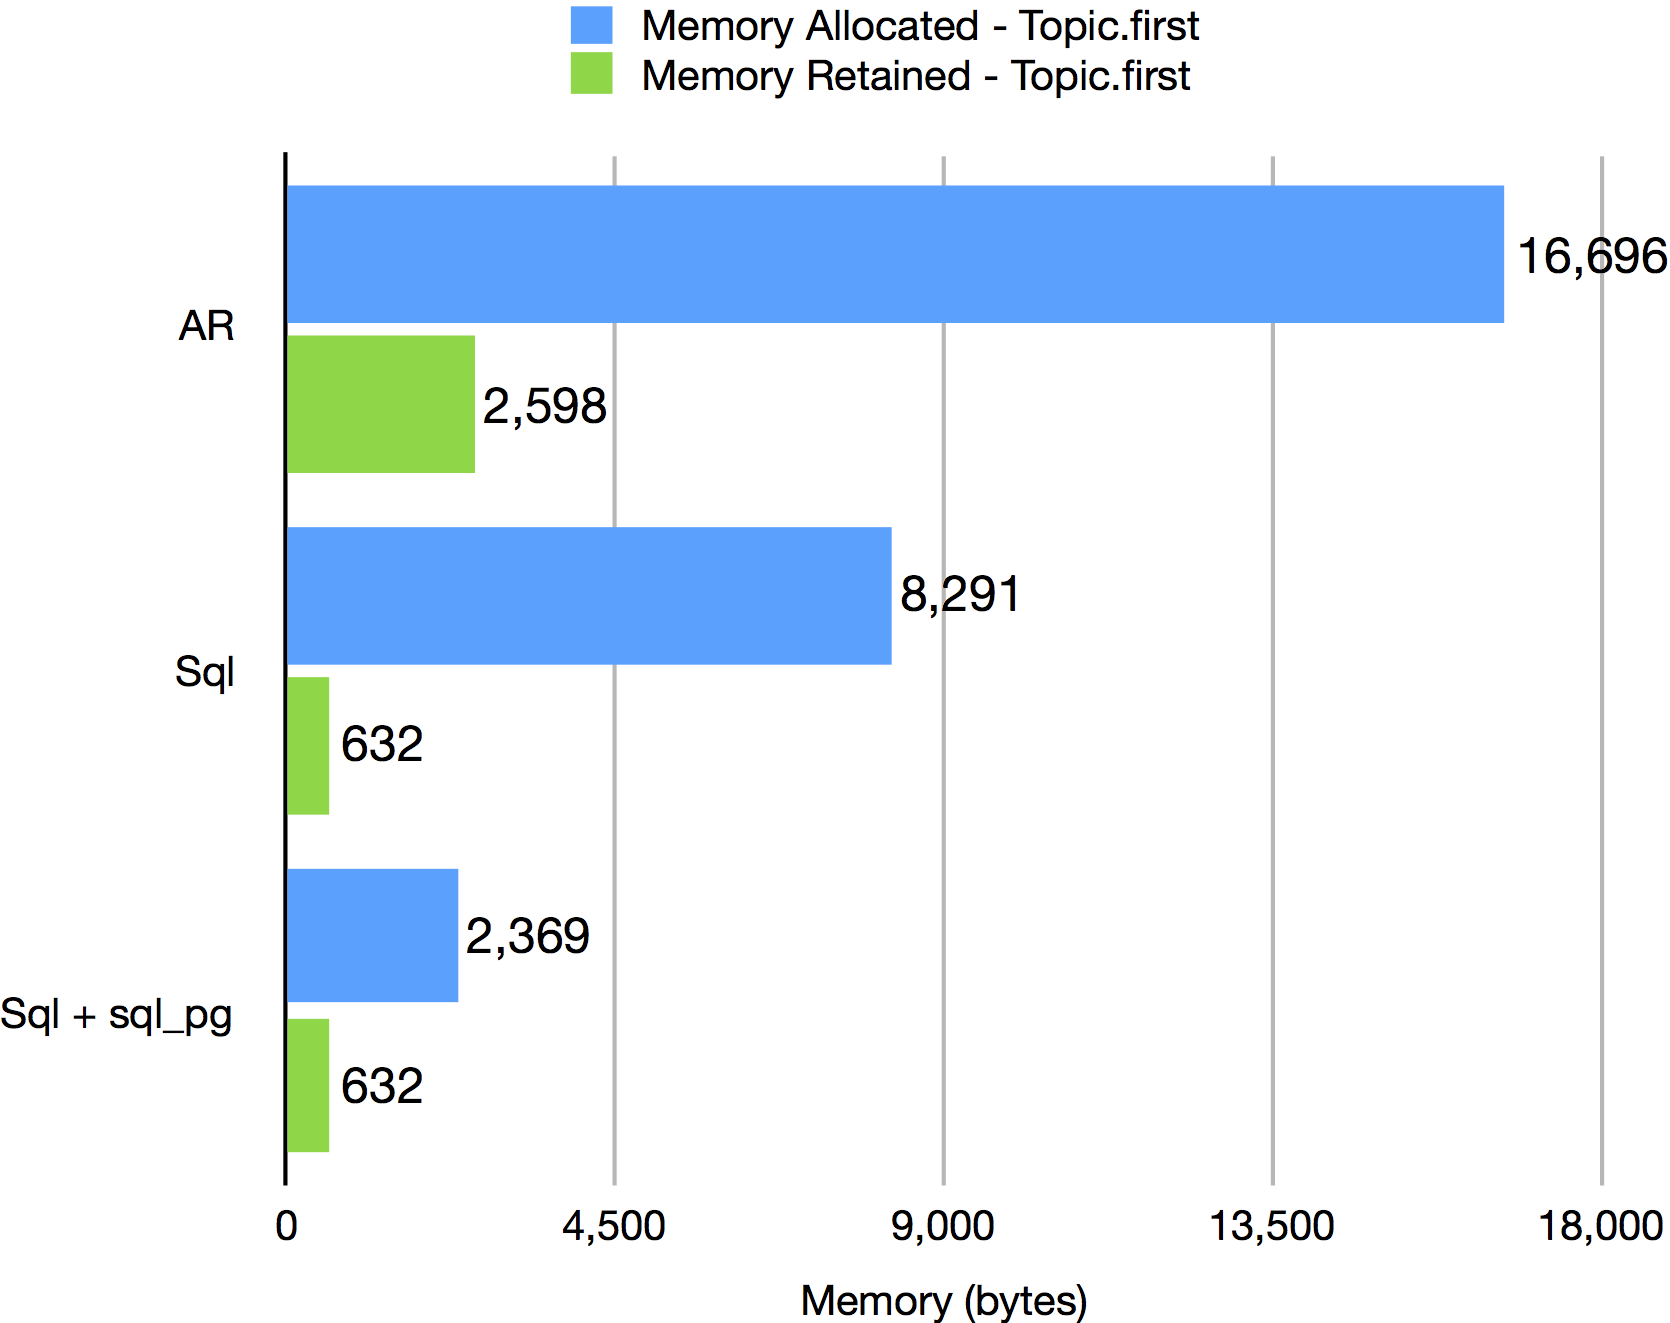 Memory Allocated - Topic.first
Memory Retained - Topic.first
16,696
AR
2,598
8,291
Sql
632
2,369
Sql + sql_pg
632
0 4,500 9,000 13,500 18,000
Memory (bytes)